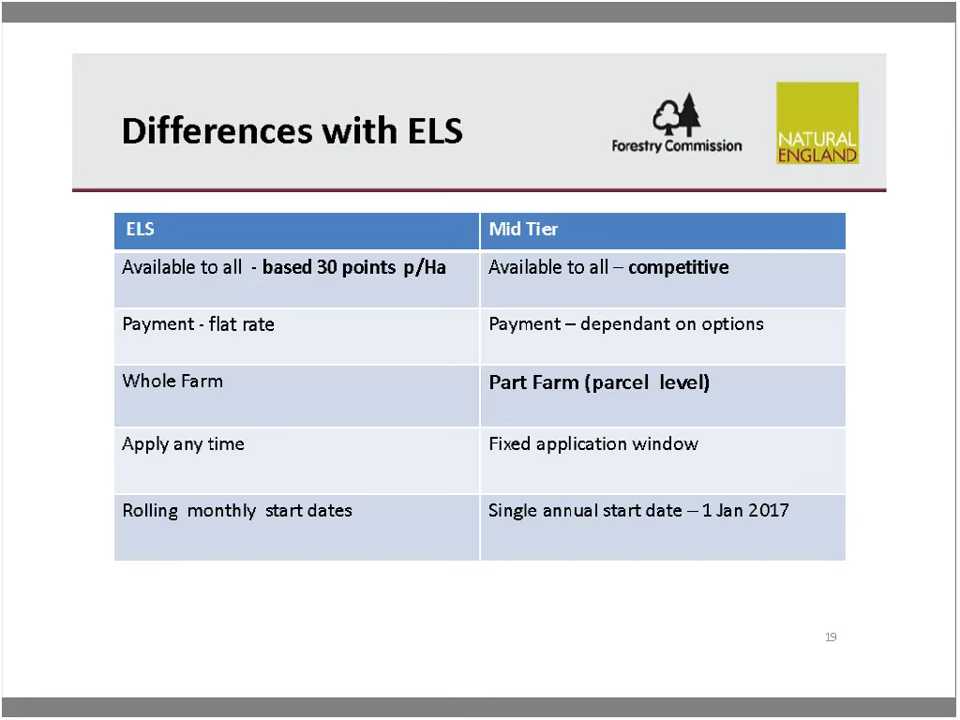 Differences with ELS
Forestry Commission
NATURAL
ENGLAND
ELS
Mid Tier
Available to all - based 30 points p/Ha
Available to all – competitive
Payment - flat rate
Payment – dependant on options
Whole Farm
Part Farm (parcel level)
Apply any time
Fixed application window
Rolling monthly start dates
Single annual start date – 1 Jan 2017
19